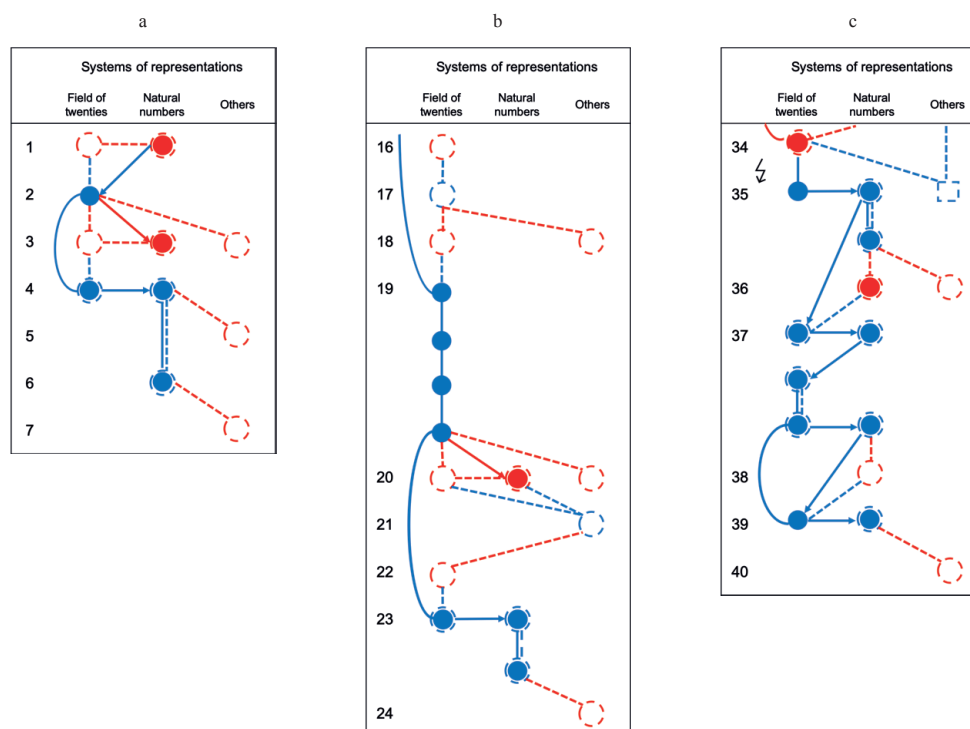 a
b
c
Systems of representations
Field of twenties
Natural numbers
Others
1
2
3
4
5
6
7
Systems of representations
Field of twenties
Natural numbers
Others
16
17
18
19
20
21
22
23
24
Systems of representations
Field of twenties
Natural numbers
Others
34
35
36
37
38
39
40